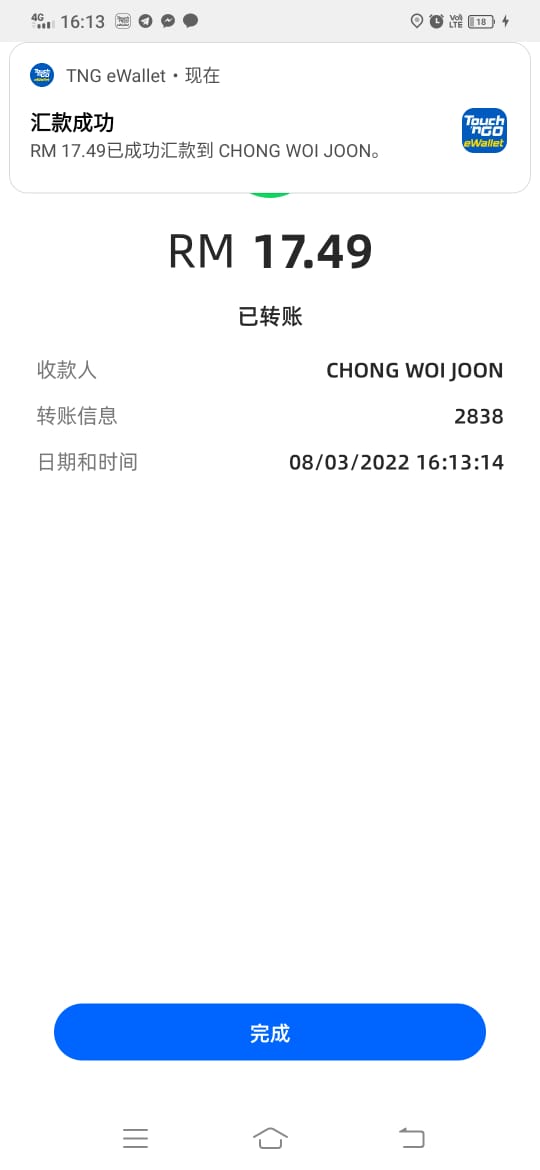 4G 16:13 VoD LTE 18
TNG eWallet • 现在
汇款成功
RM 17.49已成功汇款到 CHONG WOI JOON。
Touch 'nGO eWallet
RM 17.49
已转账
收款人 CHONG WOI JOON
转账信息 2838
日期和时间 08/03/2022 16:13:14
完成